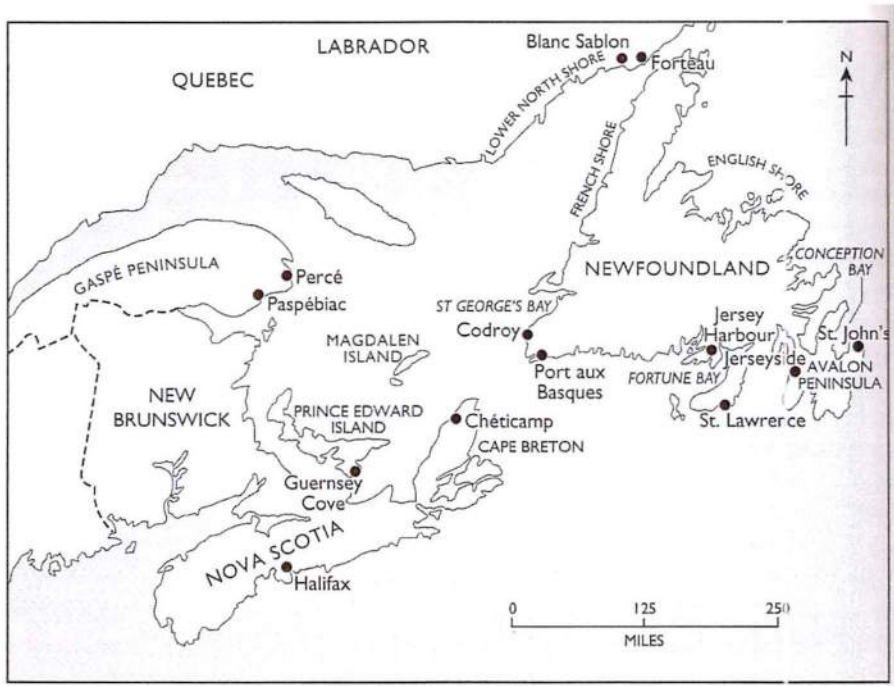 LABRADOR
QUEBEC
Blanc Sablon
Forteau
N
LOWER NORTH SHORE
FRENCH SHORE
ENGLISH SHORE
GASPÉ PENINSULA
Percé
Paspébiac
NEWFOUNDLAND
CONCEPTION
BAY
ST GEORGE'S BAY
Codroy
Jersey
Harbour
St. John's
MAGDALEN
ISLAND
Port aux
Basques
Jerseyside
FORTUNE BAY
AVALON
PENINSULA
NEW
BRUNSWICK
PRINCE EDWARD
ISLAND
Chéticamp
St. Lawrerce
CAPE BRETON
Guernsey
Cove
NOVA SCOTIA
Halifax
0 125 250
MILES